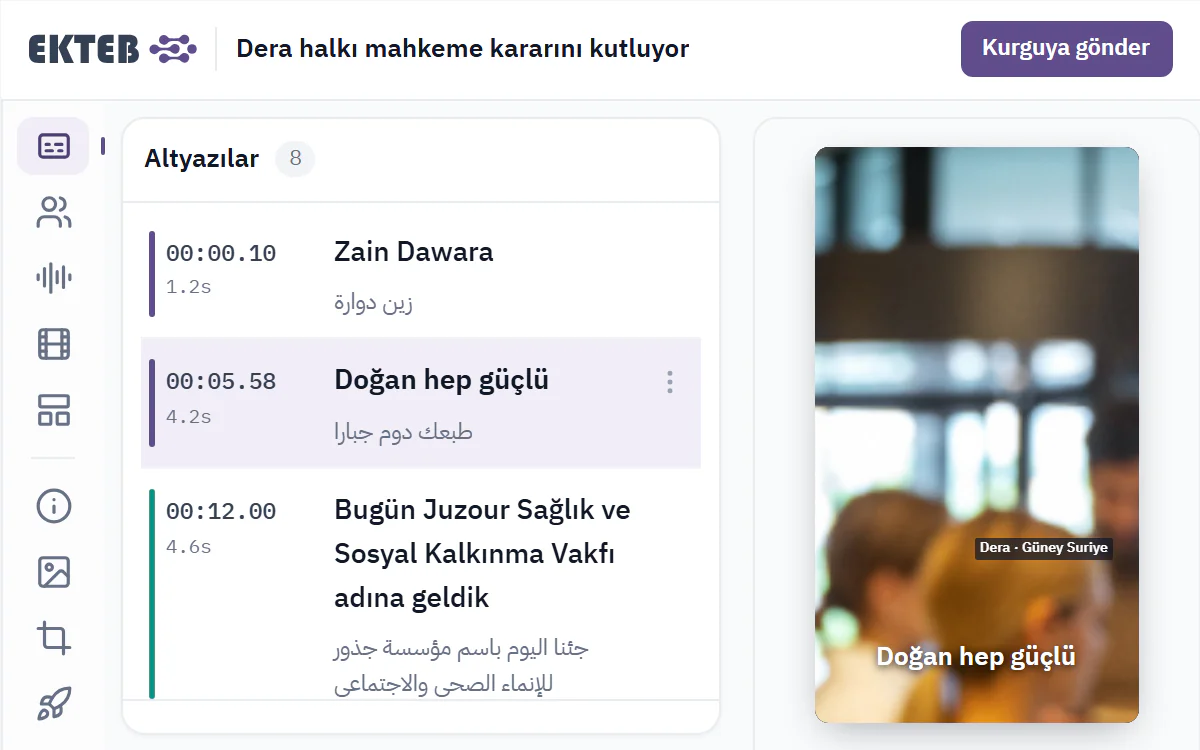 EKTEB
Dera halkı mahkeme kararını kutluyor
Kurguya gönder
Altyazılar 8
00:00.10
1.2s
Zain Dawara
زين دوارة
00:05.58
4.2s
Doğan hep güçlü
طبعك دوم جبارا
00:12.00
4.6s
Bugün Juzour Sağlık ve
Sosyal Kalkınma Vakfı
adına geldik
جئنا اليوم باسم مؤسسة جذور
للإنماء الصحي والاجتماعي
Dera · Güney Suriye
Doğan hep güçlü